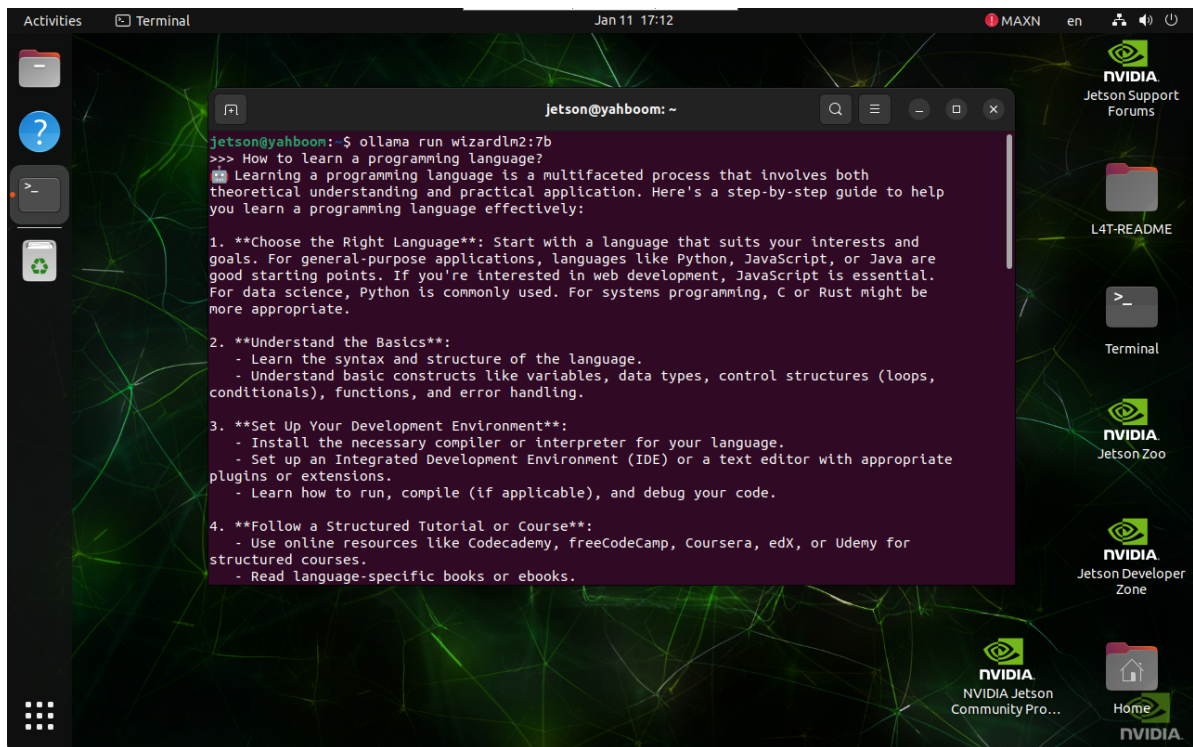 Activities
Terminal
Jan 11 17:12
MAXN
en
jetson@yahboom: ~
jetson@yahboom:~$ ollama run wizardlm2:7b
>>> How to learn a programming language?
🤖 Learning a programming language is a multifaceted process that involves both
theoretical understanding and practical application. Here's a step-by-step guide to help
you learn a programming language effectively:
1. **Choose the Right Language**: Start with a language that suits your interests and
goals. For general-purpose applications, languages like Python, JavaScript, or Java are
good starting points. If you're interested in web development, JavaScript is essential.
For data science, Python is commonly used. For systems programming, C or Rust might be
more appropriate.
2. **Understand the Basics**:
- Learn the syntax and structure of the language.
- Understand basic constructs like variables, data types, control structures (loops,
conditionals), functions, and error handling.
3. **Set Up Your Development Environment**:
- Install the necessary compiler or interpreter for your language.
- Set up an Integrated Development Environment (IDE) or a text editor with appropriate
plugins or extensions.
- Learn how to run, compile (if applicable), and debug your code.
4. **Follow a Structured Tutorial or Course**:
- Use online resources like Codecademy, freeCodeCamp, Coursera, edX, or Udemy for
structured courses.
- Read language-specific books or ebooks.
NVIDIA.
Jetson Support
Forums
L4T-README
>_
Terminal
NVIDIA.
Jetson Zoo
NVIDIA.
Jetson Developer
Zone
NVIDIA.
NVIDIA Jetson
Community Pro...
Home
NVIDIA.